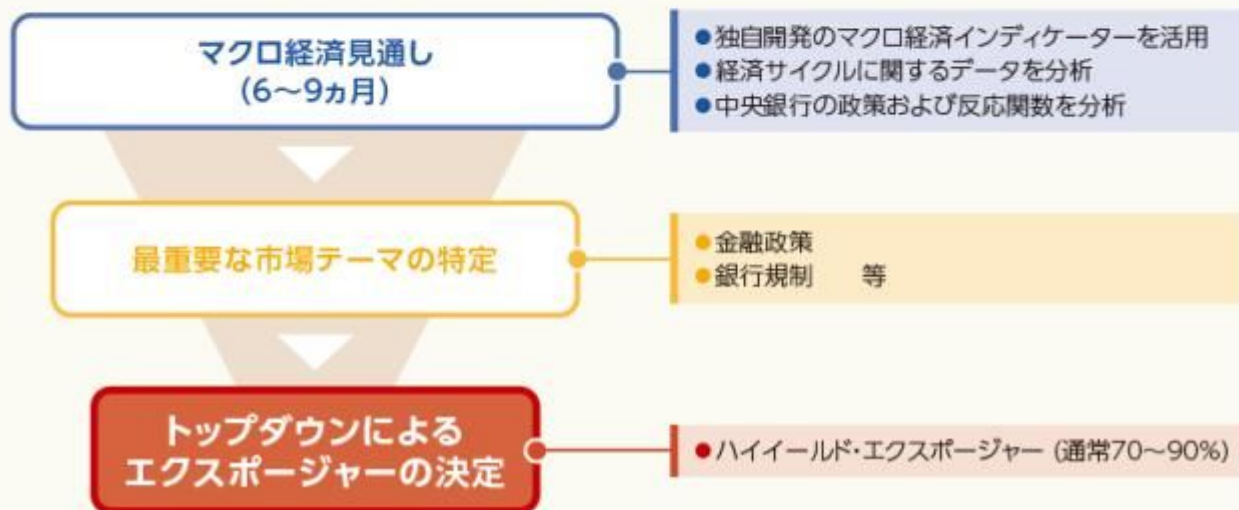 マクロ経済見通し
(6～9ヵ月)
●独自開発のマクロ経済インディケーターを活用
●経済サイクルに関するデータを分析
●中央銀行の政策および反応関数を分析
最重要な市場テーマの特定
●金融政策
●銀行規制　等
トップダウンによる
エクスポージャーの決定
●ハイイールド・エクスポージャー (通常70～90%)